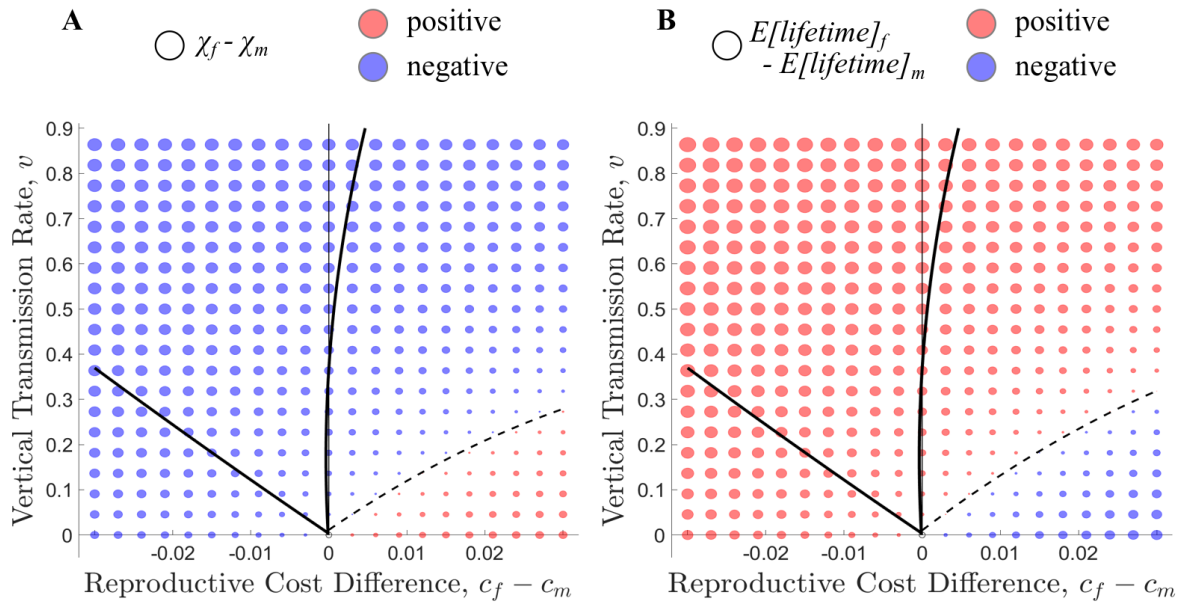 A
χf - χm
positive
negative
0.9
0.8
0.7
0.6
0.5
0.4
0.3
0.2
0.1
0
Vertical Transmission Rate, v
-0.02
-0.01
0
0.01
0.02
Reproductive Cost Difference, cf − cm
B
E[lifetime]f
- E[lifetime]m
positive
negative
0.9
0.8
0.7
0.6
0.5
0.4
0.3
0.2
0.1
0
Vertical Transmission Rate, v
-0.02
-0.01
0
0.01
0.02
Reproductive Cost Difference, cf − cm